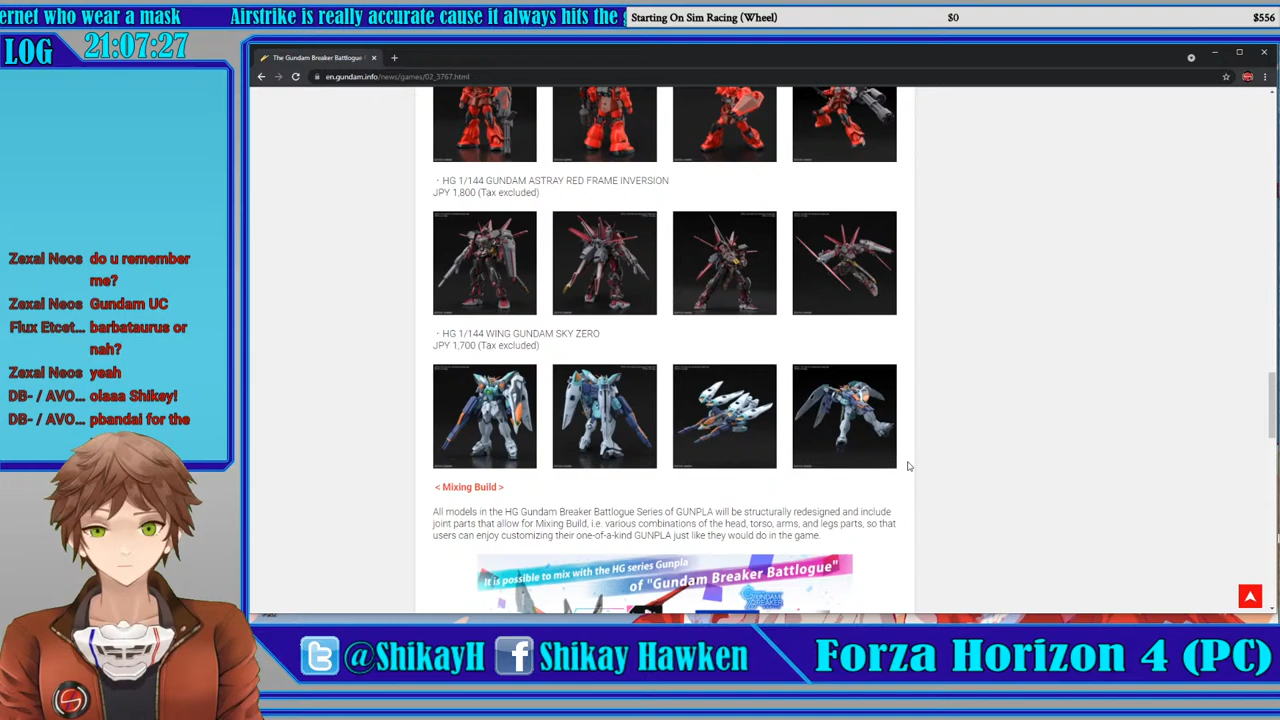 ernet who wear a mask
Airstrike is really accurate cause it always hits the
Starting On Sim Racing (Wheel)
$0
$556
LOG
21:07:27
The Gundam Breaker Battlogue
en.gundam.info/news/games/02_3767.html
・HG 1/144 GUNDAM ASTRAY RED FRAME INVERSION
JPY 1,800 (Tax excluded)
・HG 1/144 WING GUNDAM SKY ZERO
JPY 1,700 (Tax excluded)
< Mixing Build >
All models in the HG Gundam Breaker Battlogue Series of GUNPLA will be structurally redesigned and include
joint parts that allow for Mixing Build, i.e. various combinations of the head, torso, arms, and legs parts, so that
users can enjoy customizing their one-of-a-kind GUNPLA just like they would do in the game.
It is possible to mix with the HG series Gunpla
of "Gundam Breaker Battlogue"
GUNDAM
BREAKER
Zexal Neos do u remember
me?
Zexal Neos Gundam UC
Flux Etcet... barbataurus or
nah?
Zexal Neos yeah
DB- / AVO... olaaa Shikey!
DB- / AVO... pbandai for the
@ShikayH
Shikay Hawken
Forza Horizon 4 (PC)